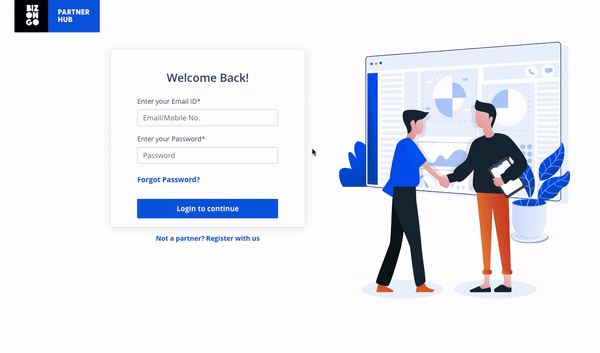 BIZ
ON
GO
PARTNER
HUB
Welcome Back!
Enter your Email ID*
Email/Mobile No.
Enter your Password*
Password
Forgot Password?
Login to continue
Not a partner? Register with us